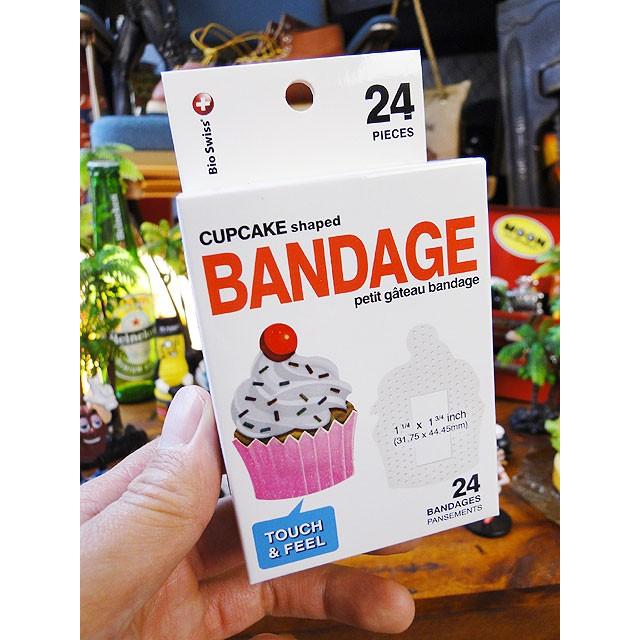 Bio Swiss®
24
PIECES
CUPCAKE shaped
BANDAGE
petit gâteau bandage
1 1/4 x 1 3/4 inch
(31.75 x 44.45mm)
TOUCH
& FEEL
24
BANDAGES
PANSEMENTS
Heineken
MOON